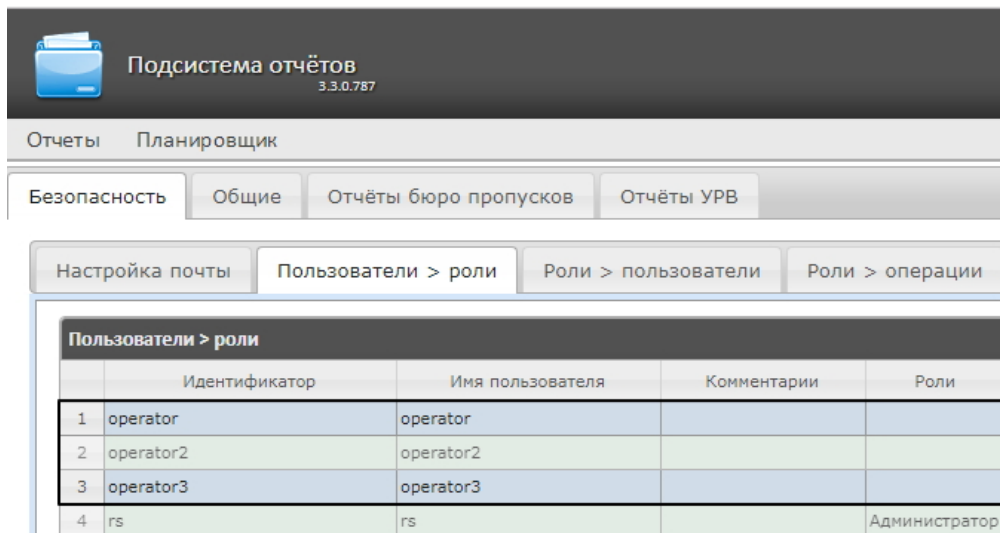 Подсистема отчётов
3.3.0.787
Отчеты Планировщик
Безопасность Общие Отчёты бюро пропусков Отчёты УРВ
Настройка почты Пользователи > роли Роли > пользователи Роли > операции
Пользователи > роли
Идентификатор Имя пользователя Комментарии Роли
1 operator operator
2 operator2 operator2
3 operator3 operator3
4 rs rs Администратор